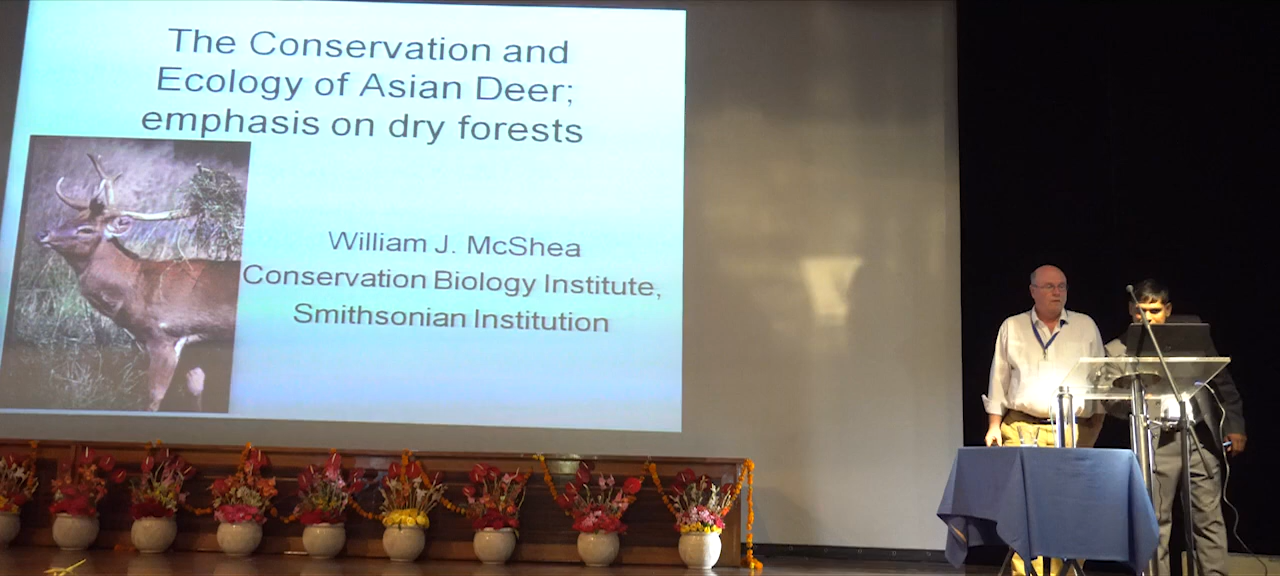 The Conservation and
Ecology of Asian Deer;
emphasis on dry forests
William J. McShea
Conservation Biology Institute,
Smithsonian Institution